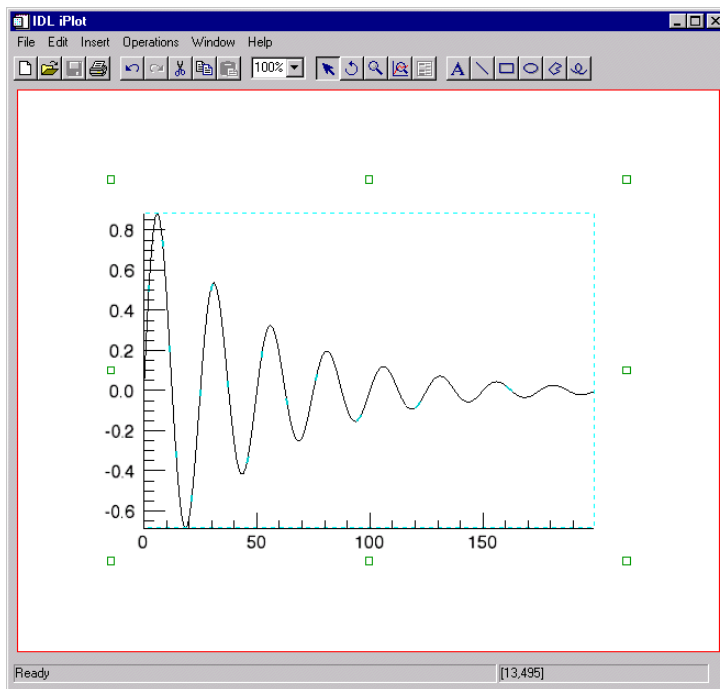 IDL iPlot
File Edit Insert Operations Window Help
100% A
0.8
0.6
0.4
0.2
0.0
-0.2
-0.4
-0.6
0 50 100 150
Ready [13,495]